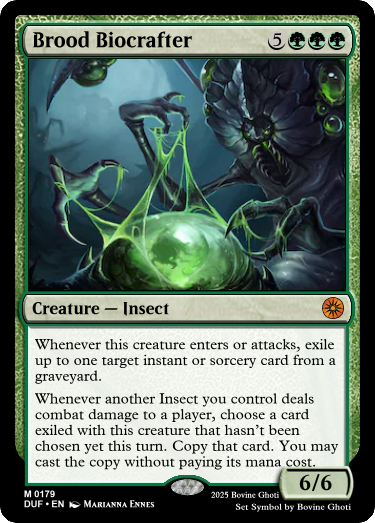 Brood Biocrafter 5
Creature — Insect
Whenever this creature enters or attacks, exile
up to one target instant or sorcery card from a
graveyard.
Whenever another Insect you control deals
combat damage to a player, choose a card
exiled with this creature that hasn't been
chosen yet this turn. Copy that card. You may
cast the copy without paying its mana cost.
6/6
M 0179
DUF • EN Marianna Ennes
2025 Bovine Ghoti
Set Symbol by Bovine Ghoti